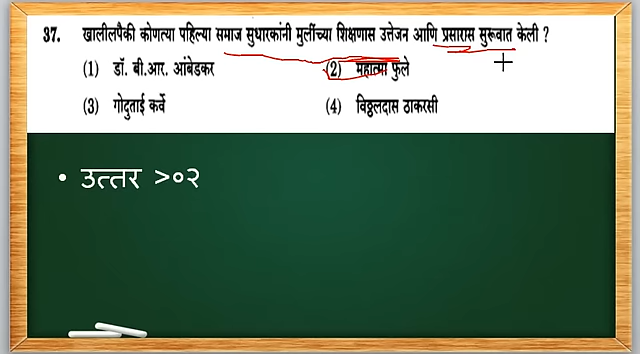 37. खालीलपैकी कोणत्या पहिल्या समाज सुधारकांनी मुलींच्या शिक्षणास उत्तेजन आणि प्रसारास सुरूवात केली ?
(1) डॉ. बी.आर. आंबेडकर (2) महात्मा फुले
(3) गोदुताई कर्वे (4) विठ्ठलदास ठाकरसी
• उत्तर >०२